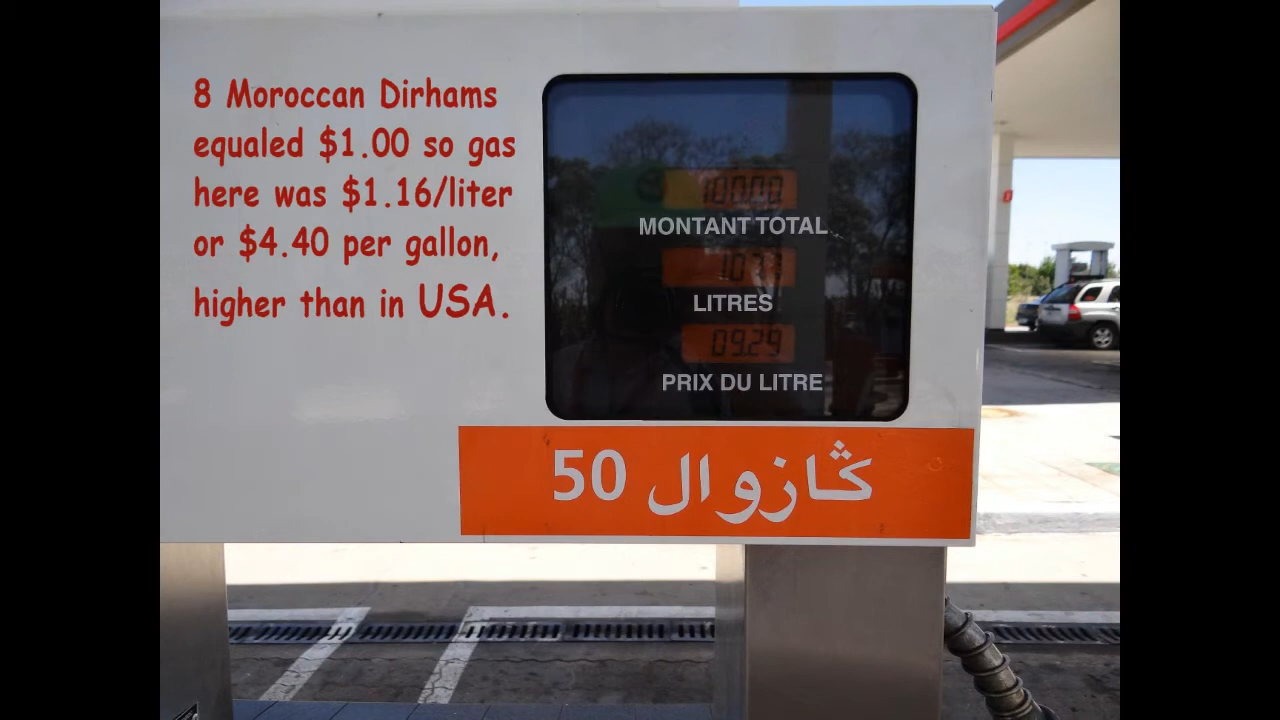 8 Moroccan Dirhams
equaled $1.00 so gas
here was $1.16/liter
or $4.40 per gallon,
higher than in USA.
100.00
MONTANT TOTAL
LITRES
09.29
PRIX DU LITRE
ڭازوال 50